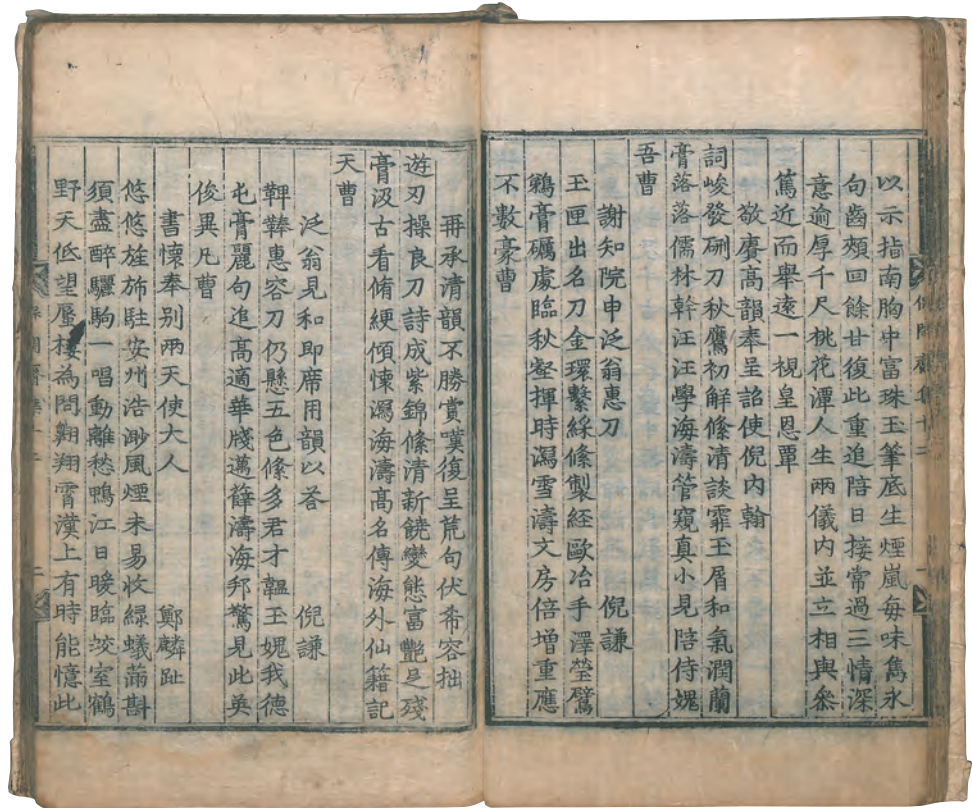 以示指南胸中富珠玉筆底生煙嵐每味雋永
句齒頰回餘甘復此重追陪日接常過三情深
意逾厚千尺桃花潭人生兩儀內並立相與參
篤近而舉遠一視皇恩覃
敬賡高韻奉呈詔使倪內翰
詞峻發硎刀秋鷹初解絛清談霏玉屑和氣潤蘭
膏落落儒林幹汪汪學海濤管窺真小見陪侍媿
吾曹
謝知院申泛翁惠刀 倪謙
玉匣出名刀金環繫綵絛製経歐冶手澤瑩鸊
鷉膏礪處臨秋壑揮時濕雪濤文房倍增重應
不數豪曹
再承清韻不勝賞嘆復呈荒句伏希容拙
遊刃操良刀詩成紫錦絛清新饒變態富艷足殘
膏汲古看脩綆傾懷濕海濤高名傳海外仙籍記
天曹
泛翁見和即席用韻以荅 倪謙
鞞鞛惠容刀仍懸五色絛多君才韞玉媿我德
屯膏麗句追高適華牋邁薛濤海邦驚見此英
俊異凡曹
書懷奉別兩天使大人 鄭麟趾
悠悠旌斾駐安州浩渺風煙未易收綠蟻滿斟
須盡醉驪駒一唱動離愁鴨江日暖臨蛟室鶴
野天低望蜃樓為問翱翔霄漢上有時能憶此